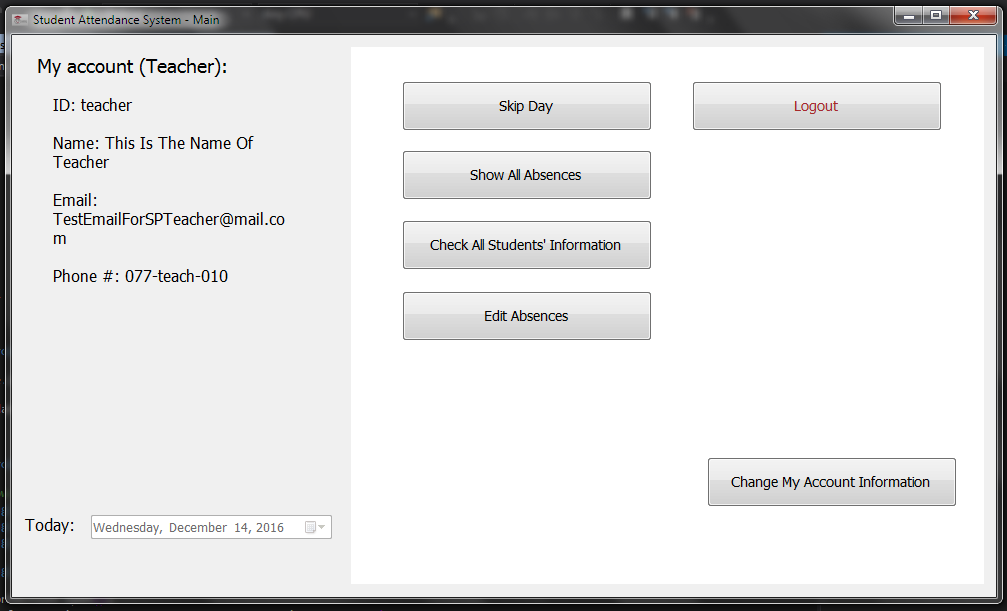 Student Attendance System - Main
My account (Teacher):
ID: teacher
Name: This Is The Name Of
Teacher
Email:
TestEmailForSPTeacher@mail.co
m
Phone #: 077-teach-010
Today:
Wednesday, December 14, 2016
Skip Day
Logout
Show All Absences
Check All Students' Information
Edit Absences
Change My Account Information